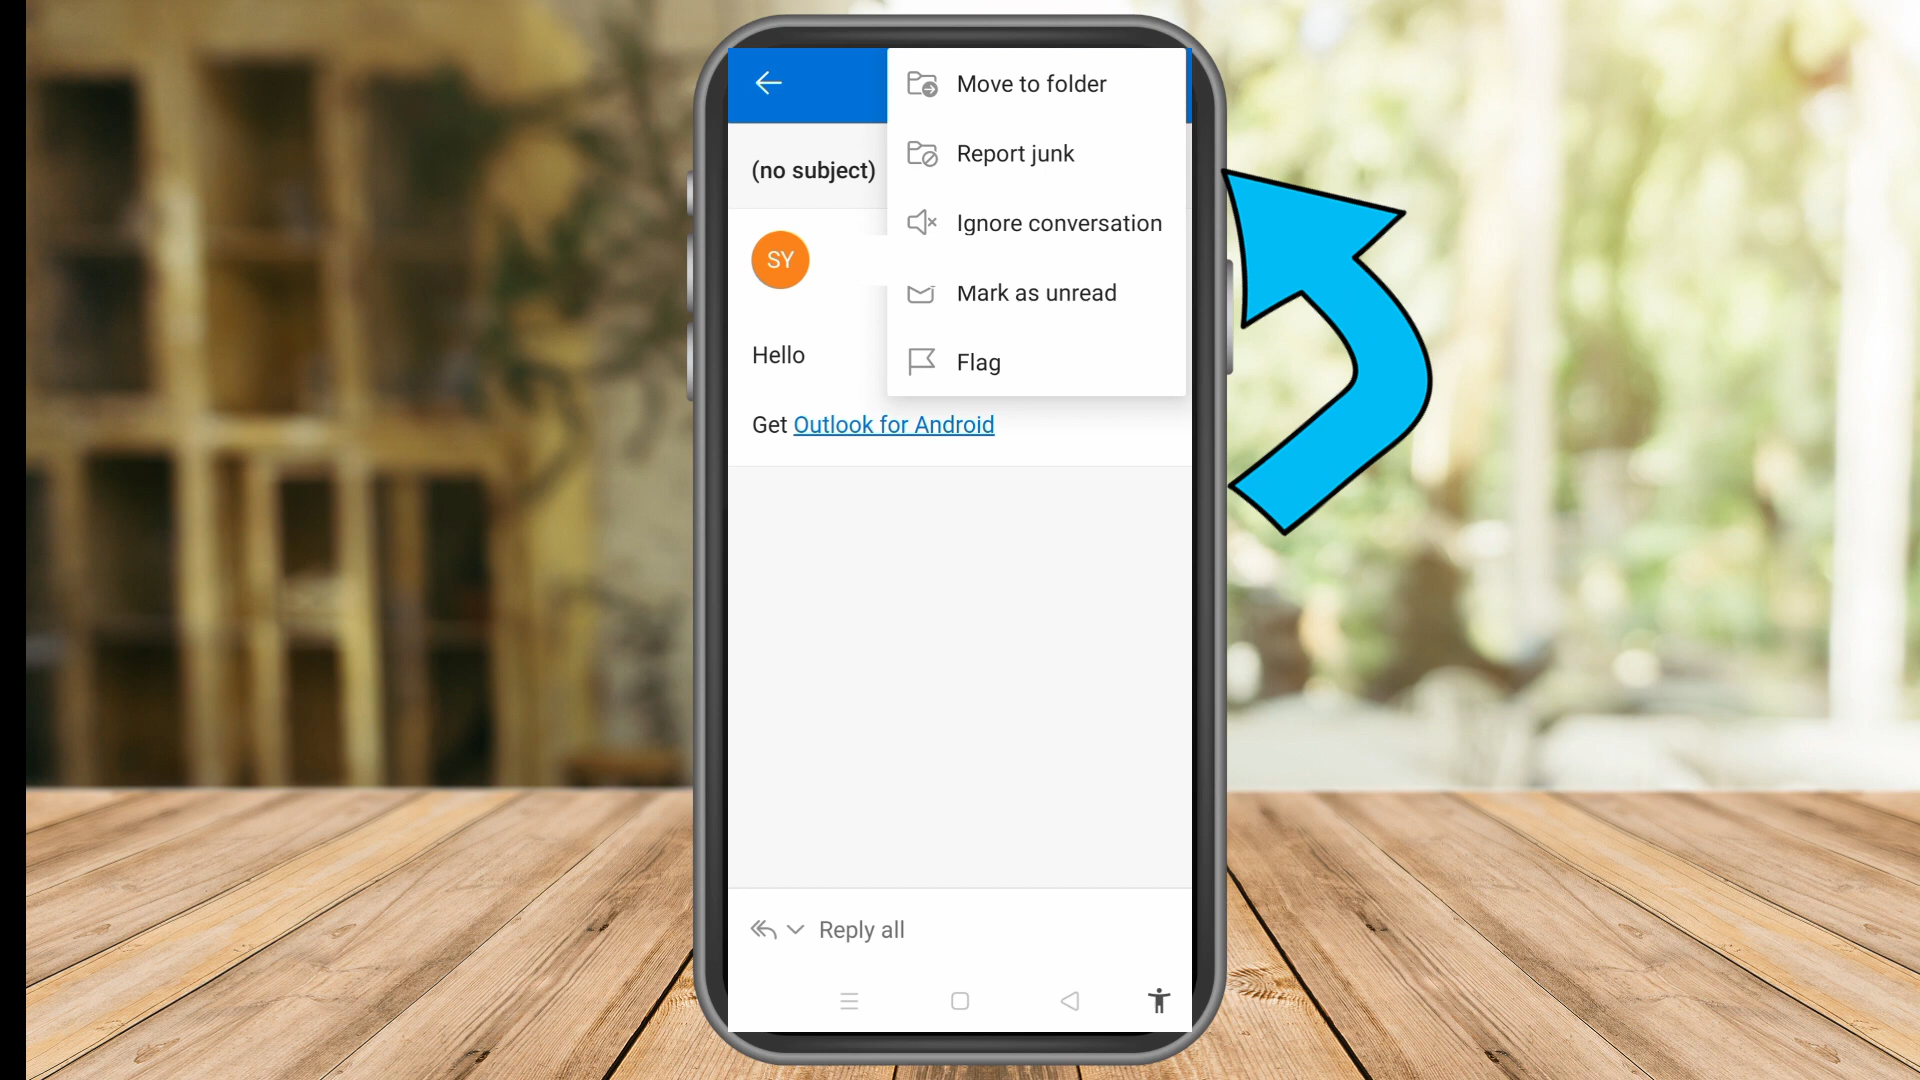 Move to folder
Report junk
(no subject)
Ignore conversation
SY
Mark as unread
Hello
Flag
Get Outlook for Android
Reply all